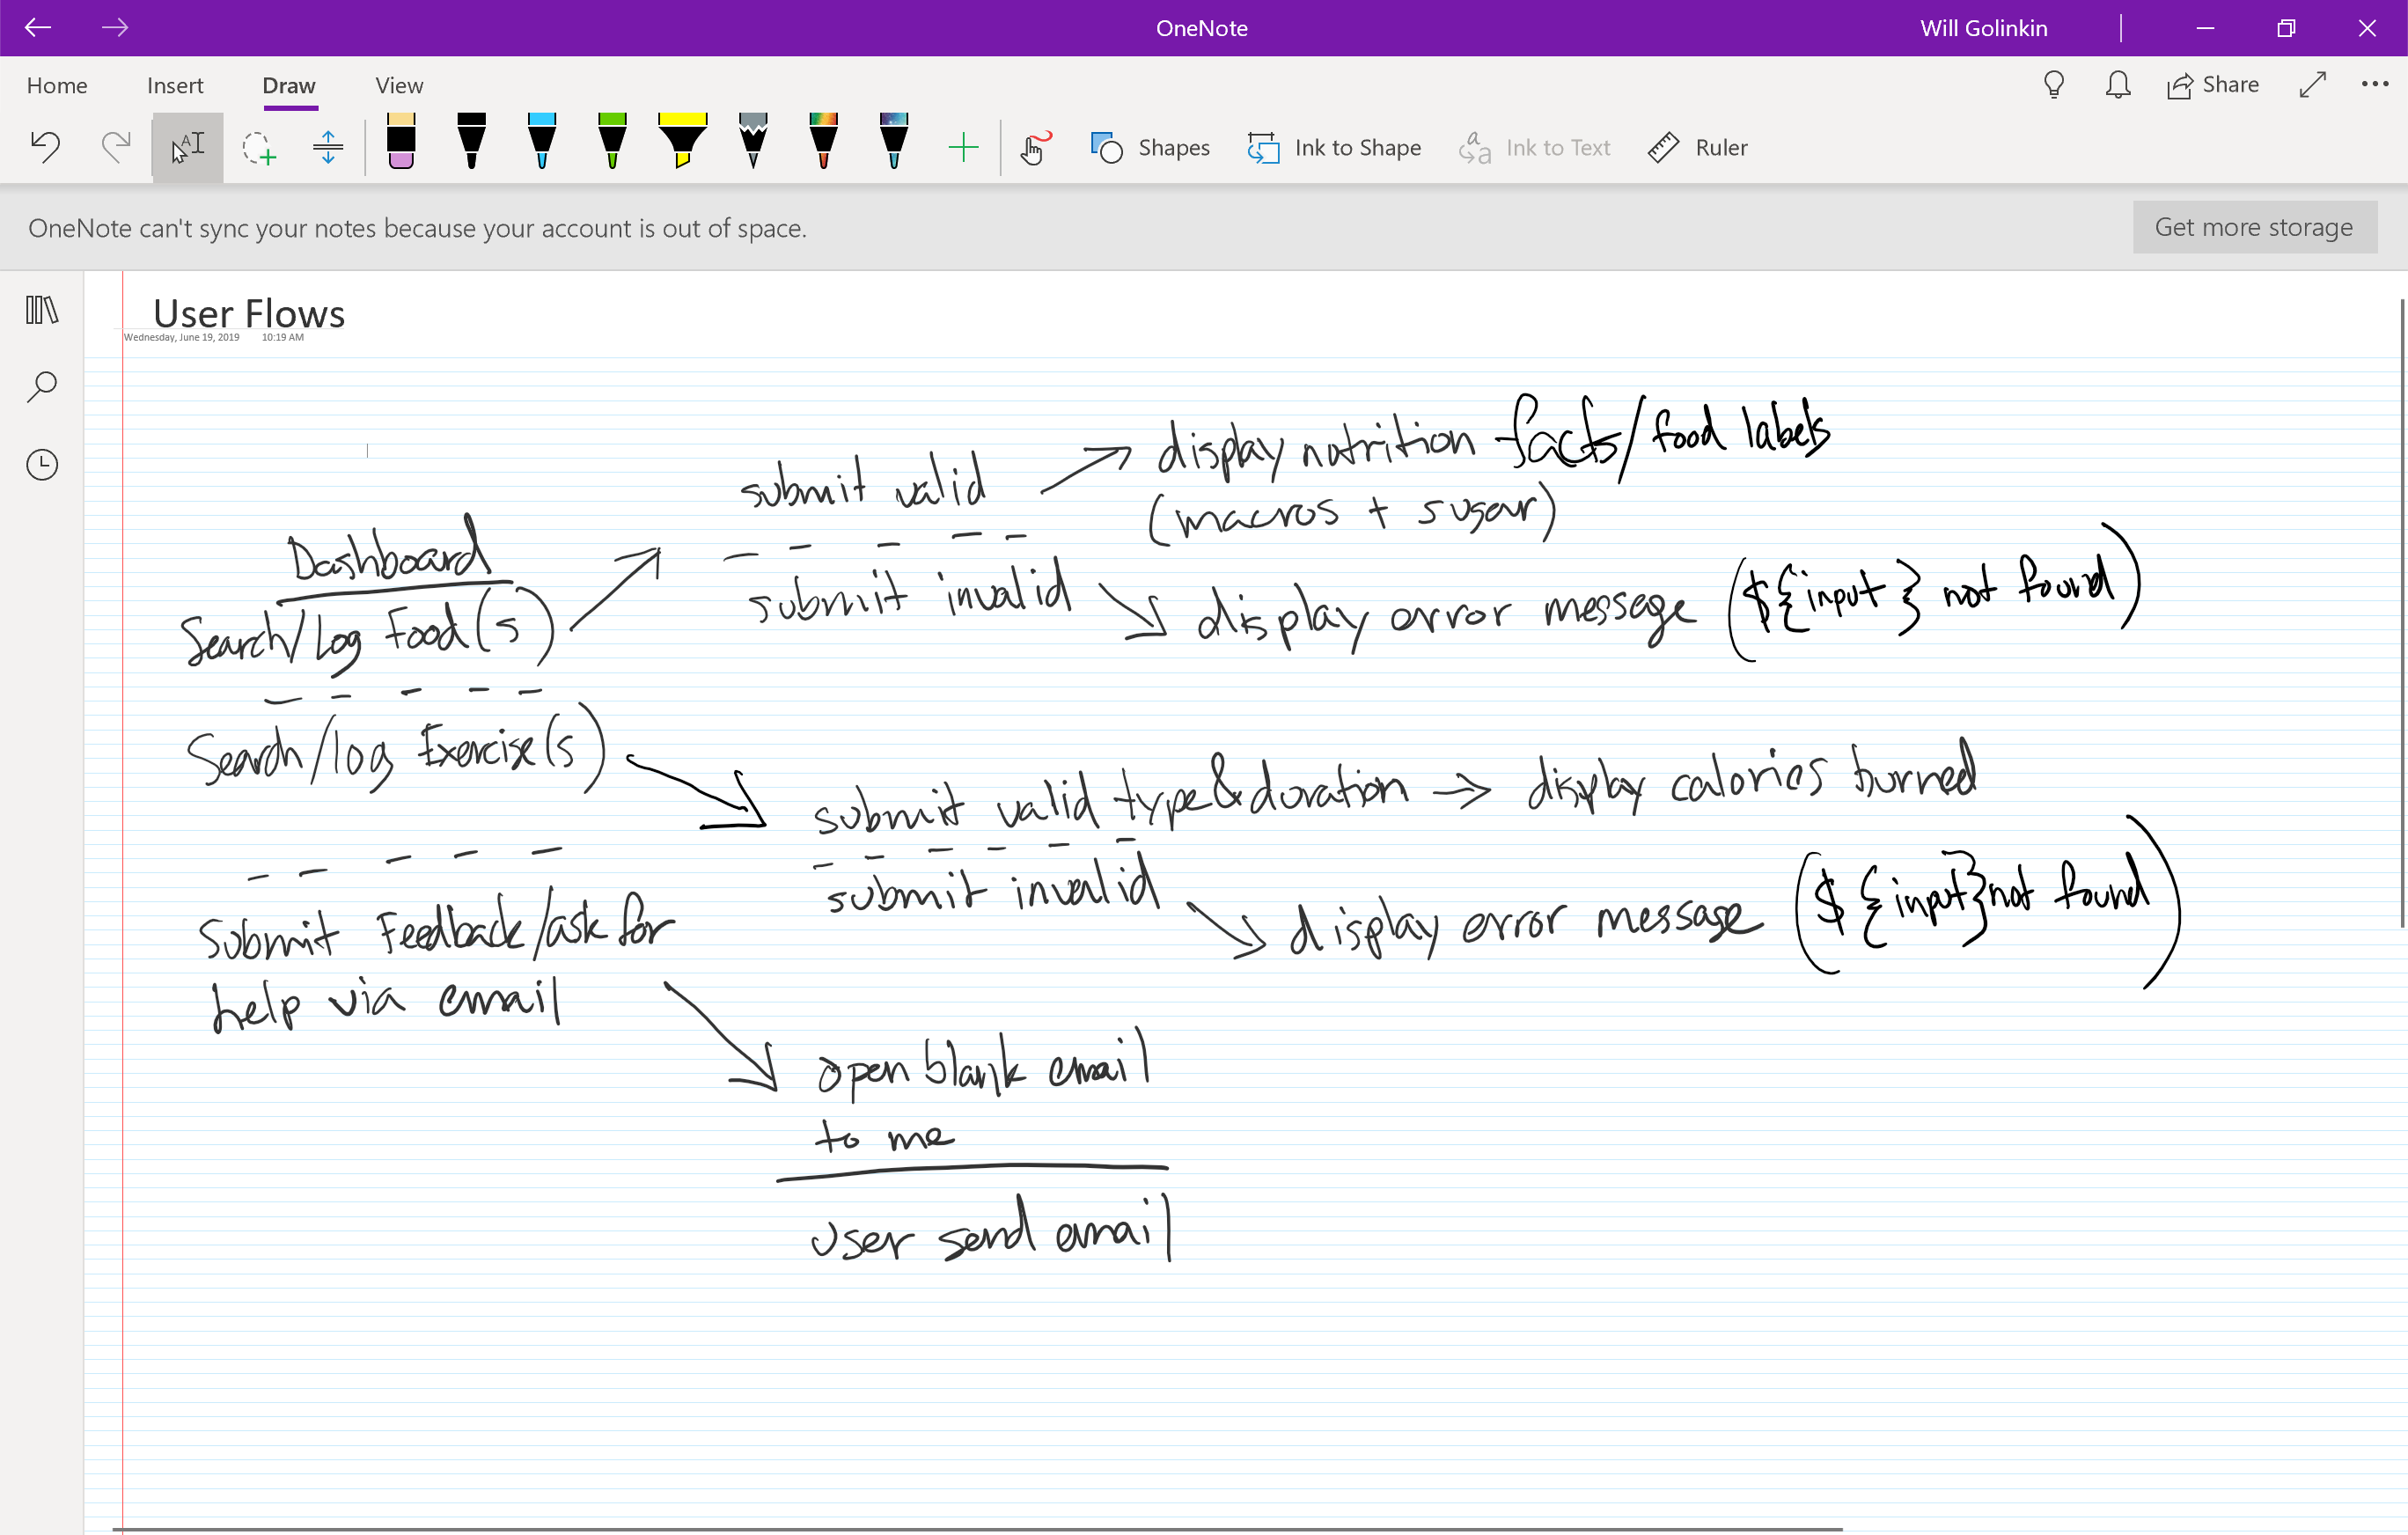 OneNote
Will Golinkin
Home Insert Draw View
Share
Shapes Ink to Shape Ink to Text Ruler
OneNote can't sync your notes because your account is out of space.
Get more storage
User Flows
Wednesday, June 19, 2019 10:19 AM
Dashboard
Search/Log Food(s)
submit valid
display nutrition facts/food labels
(macros + sugar)
submit invalid
display error message (${input} not found)
Search/log Exercise(s)
submit valid type & duration
display calories burned
submit invalid
display error message (${input} not found)
Submit Feedback/ask for
help via email
open blank email
to me
user send email